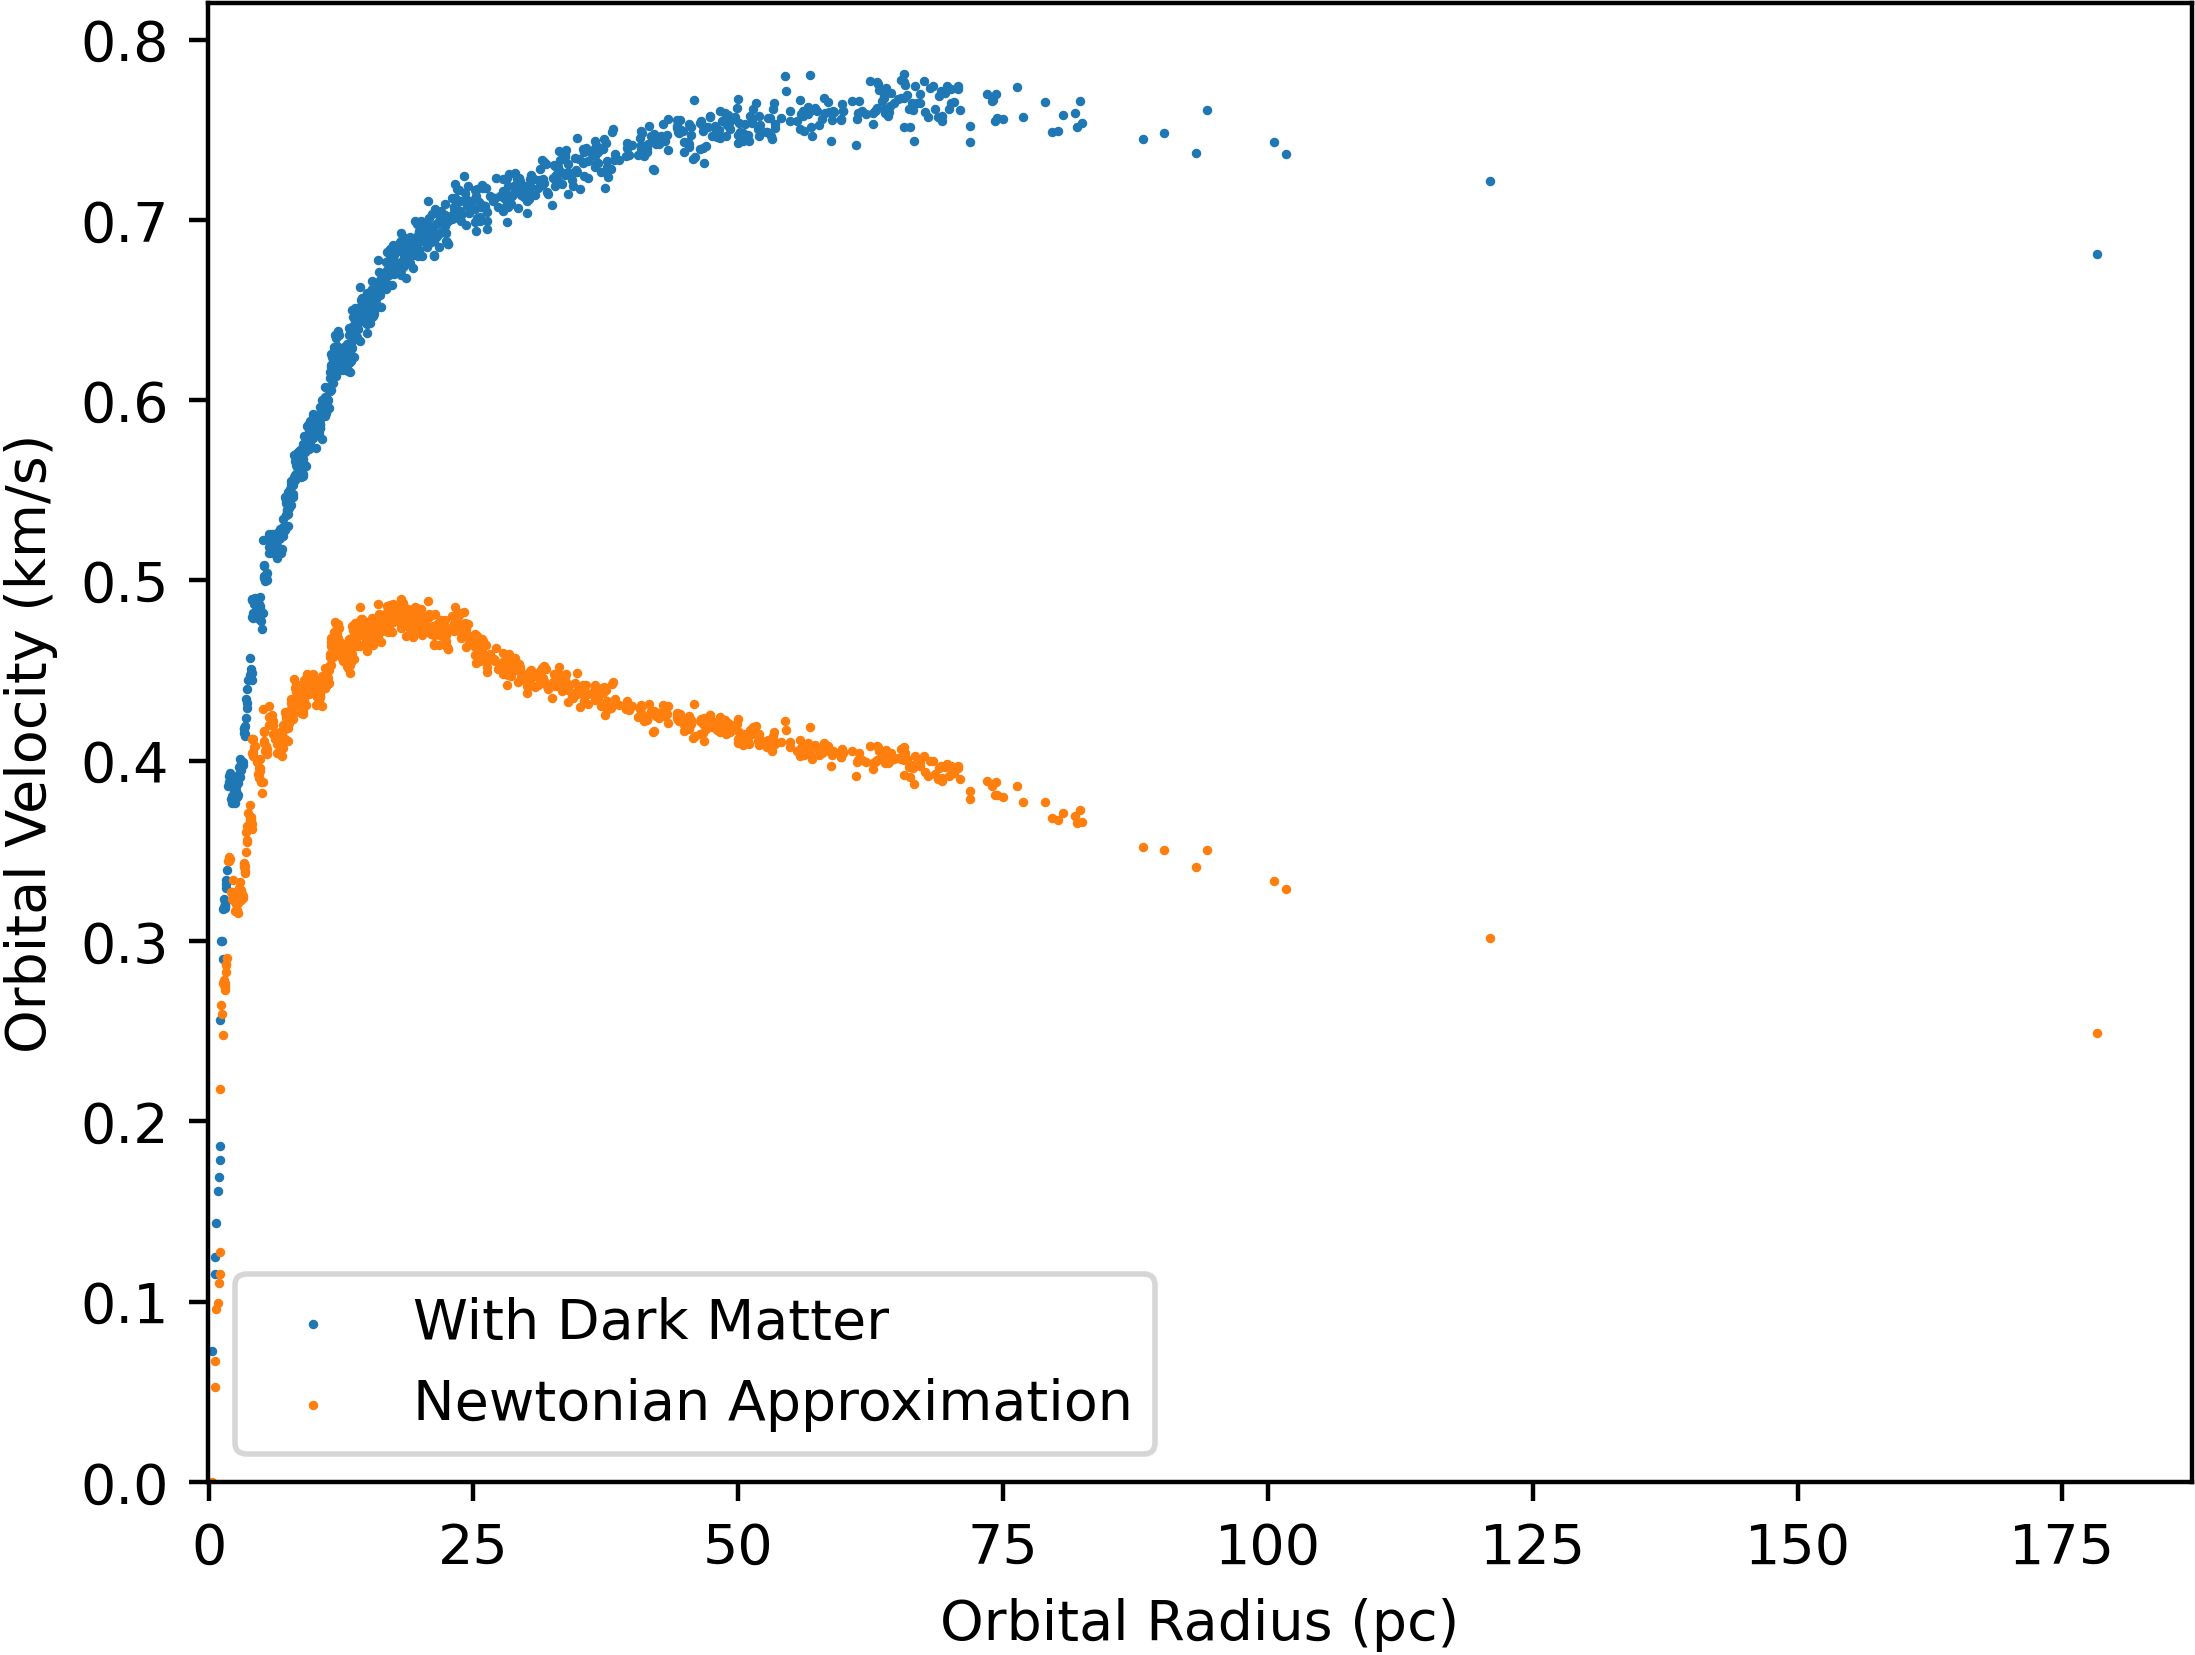 0.8
0.7
0.6
0.5
0.4
0.3
0.2
0.1
0.0
Orbital Velocity (km/s)
With Dark Matter
Newtonian Approximation
0 25 50 75 100 125 150 175
Orbital Radius (pc)